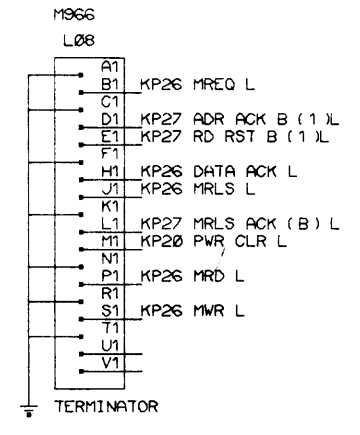 M966
LØ8
A1
B1 KP26 MREQ L
C1
D1 KP27 ADR ACK B (1)L
E1 KP27 RD RST B (1)L
F1
H1 KP26 DATA ACK L
J1 KP26 MRLS L
K1
L1 KP27 MRLS ACK (B) L
M1 KP2Ø PWR CLR L
N1
P1 KP26 MRD L
R1
S1 KP26 MWR L
T1
U1
V1
TERMINATOR